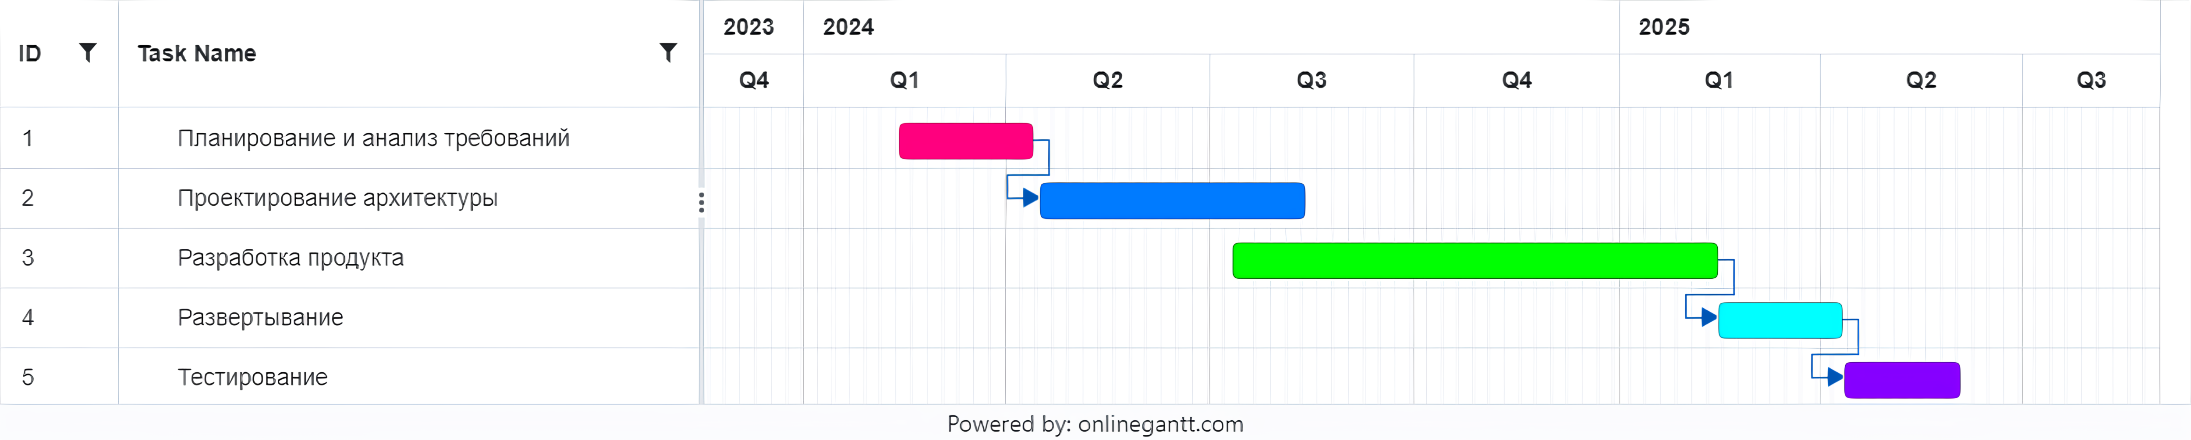 2023 2024 2025
ID Task Name
Q4 Q1 Q2 Q3 Q4 Q1 Q2 Q3
1 Планирование и анализ требований
2 Проектирование архитектуры
3 Разработка продукта
4 Развертывание
5 Тестирование
Powered by: onlinegantt.com